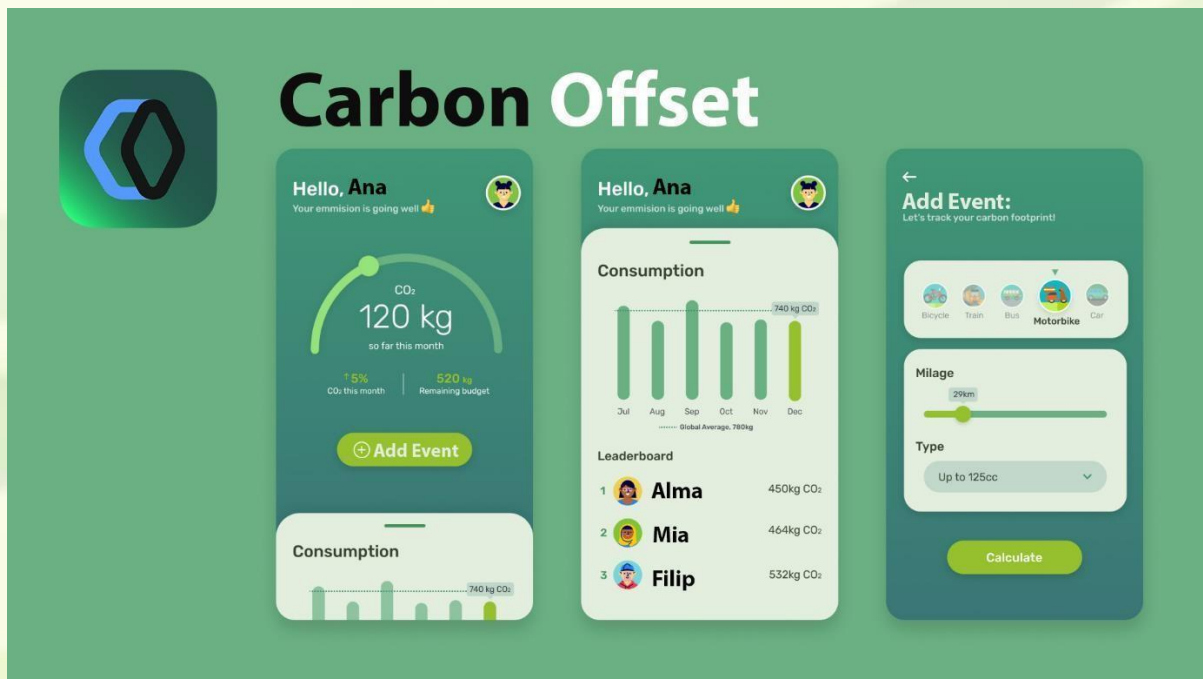 Carbon Offset
Hello, Ana
Your emmision is going well 👍
CO₂
120 kg
so far this month
↑5%
CO₂ this month
520 kg
Remaining budget
Add Event
Consumption
740 kg CO₂
Hello, Ana
Your emmision is going well 👍
Consumption
740 kg CO₂
Jul Aug Sep Oct Nov Dec
Global Average, 780kg
Leaderboard
1 Alma 450kg CO₂
2 Mia 464kg CO₂
3 Filip 532kg CO₂
←
Add Event:
Let's track your carbon footprint!
Bicycle Train Bus Motorbike Car
Milage
29km
Type
Up to 125cc
Calculate